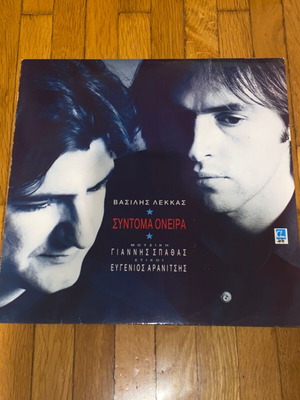 ΒΑΣΙΛΗΣ ΛΕΚΚΑΣ
ΣΥΝΤΟΜΑ ΟΝΕΙΡΑ
ΜΟΥΣΙΚΗ
ΓΙΑΝΝΗΣ ΣΠΑΘΑΣ
ΣΤΙΧΟΙ
ΕΥΓΕΝΙΟΣ ΑΡΑΝΙΤΣΗΣ